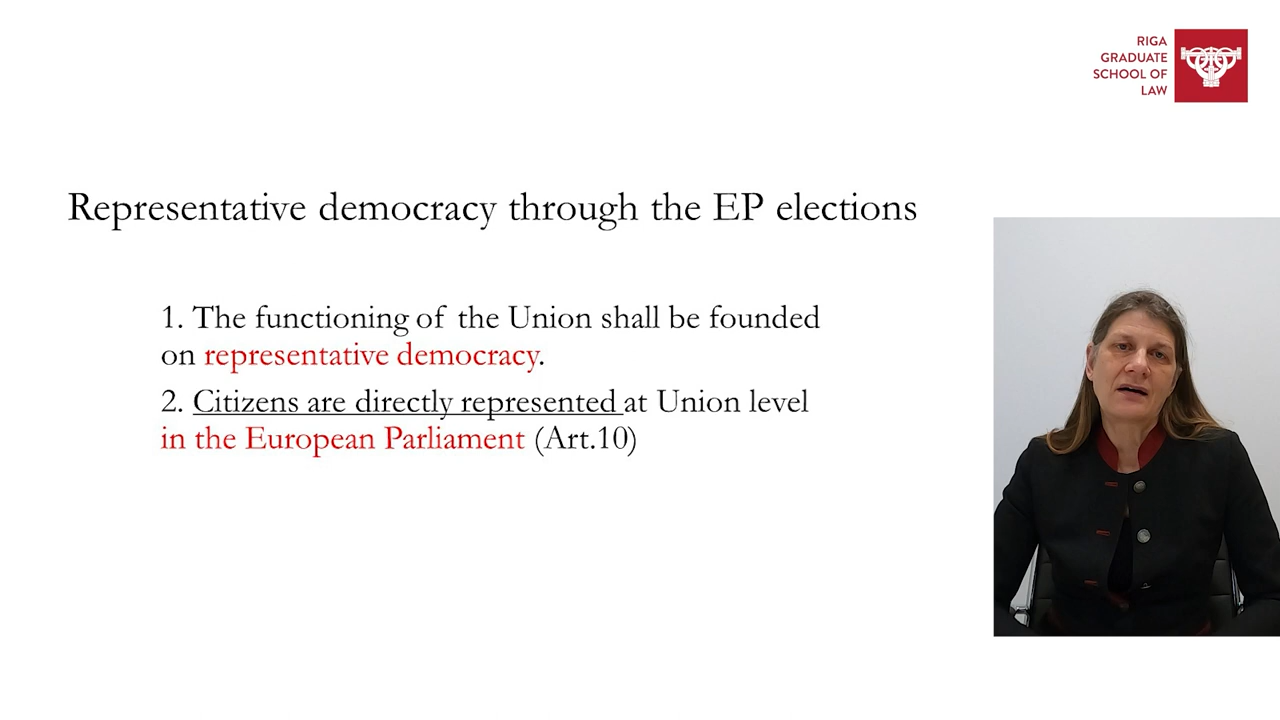 RIGA
GRADUATE
SCHOOL OF
LAW
Representative democracy through the EP elections
1. The functioning of the Union shall be founded
on representative democracy.
2. Citizens are directly represented at Union level
in the European Parliament (Art.10)